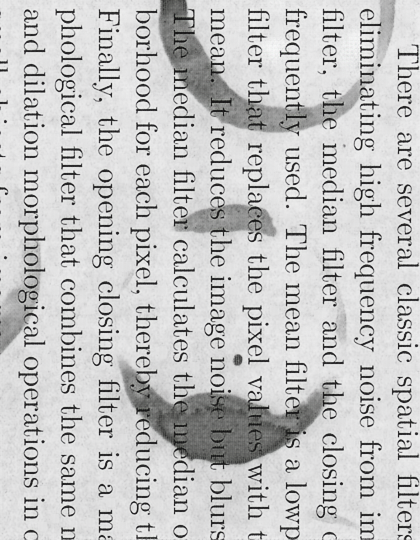 There are several classic spatial filters
eliminating high frequency noise from im
filter, the median filter and the closing o
frequently used. The mean filter is a lowp
filter that replaces the pixel values with t
mean. It reduces the image noise but blurs
The median filter calculates the median o
borhood for each pixel, thereby reducing th
Finally, the opening closing filter is a ma
phological filter that combines the same n
and dilation morphological operations in o